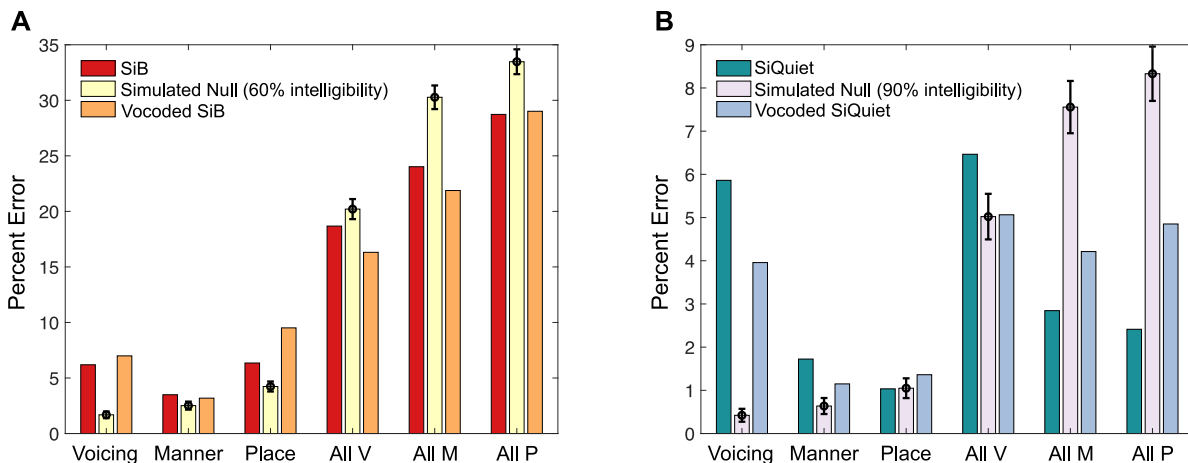 A
Percent Error
35
30
25
20
15
10
5
0
SiB
Simulated Null (60% intelligibility)
Vocoded SiB
Voicing Manner Place All V All M All P
B
Percent Error
9
8
7
6
5
4
3
2
1
0
SiQuiet
Simulated Null (90% intelligibility)
Vocoded SiQuiet
Voicing Manner Place All V All M All P